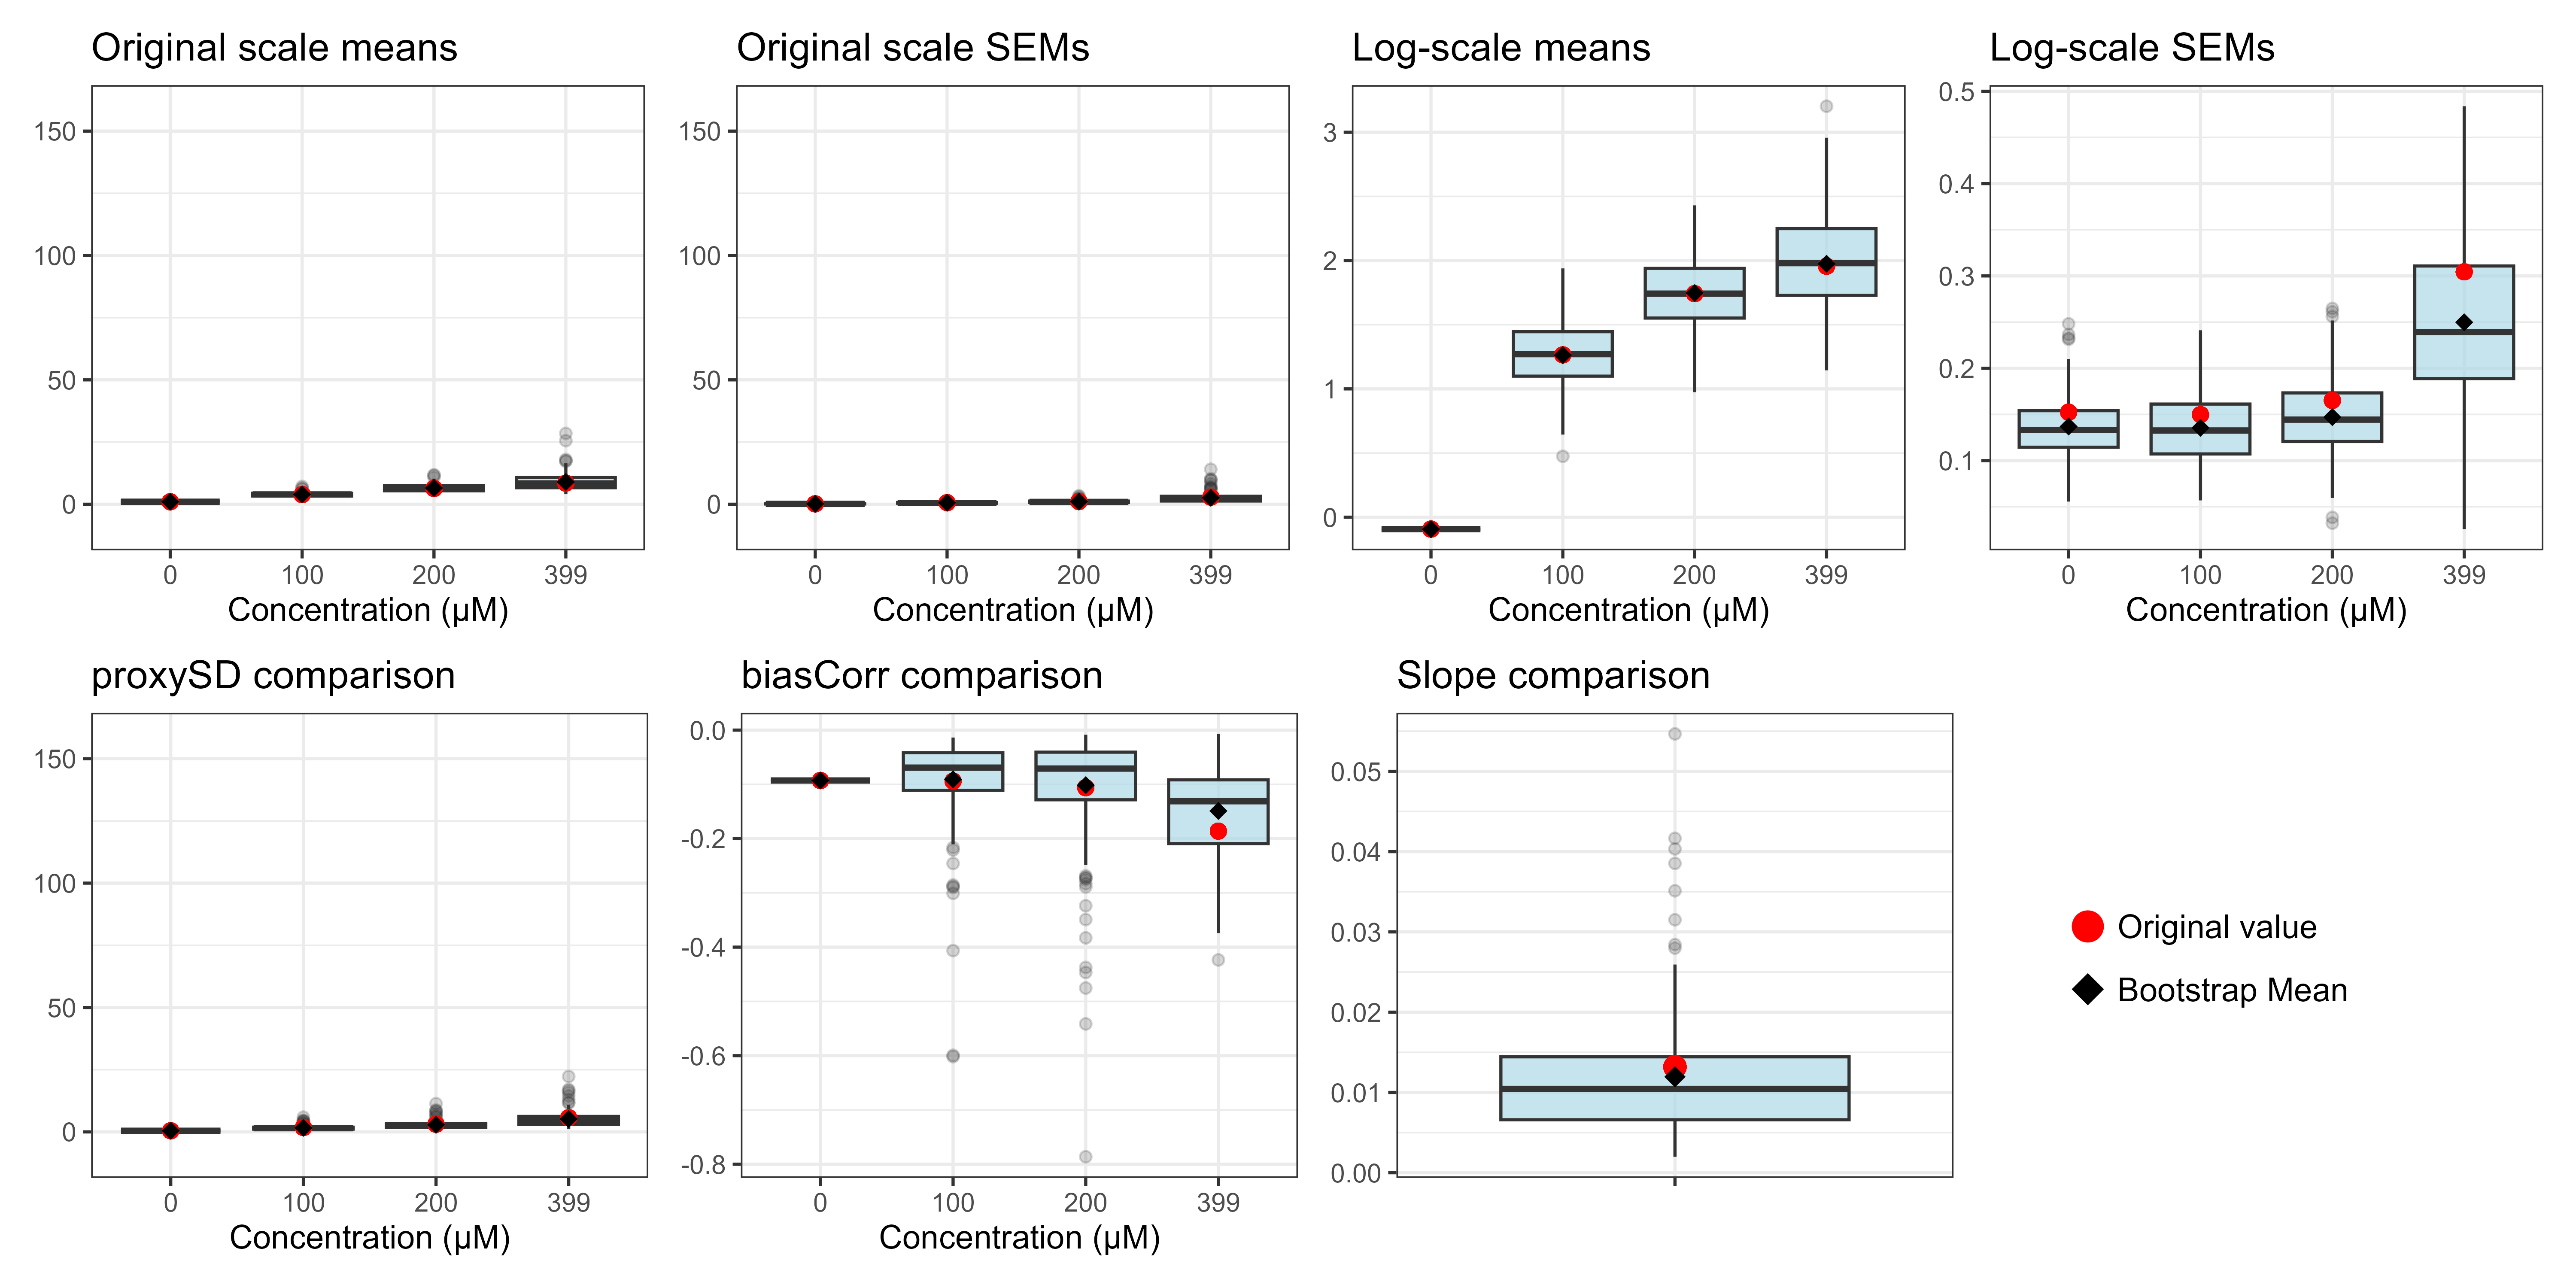 Original scale means
150
100
50
0
0 100 200 399
Concentration (µM)
Original scale SEMs
150
100
50
0
0 100 200 399
Concentration (µM)
Log-scale means
3
2
1
0
0 100 200 399
Concentration (µM)
Log-scale SEMs
0.5
0.4
0.3
0.2
0.1
0 100 200 399
Concentration (µM)
proxySD comparison
150
100
50
0
0 100 200 399
Concentration (µM)
biasCorr comparison
0.0
-0.2
-0.4
-0.6
-0.8
0 100 200 399
Concentration (µM)
Slope comparison
0.05
0.04
0.03
0.02
0.01
0.00
Original value
Bootstrap Mean